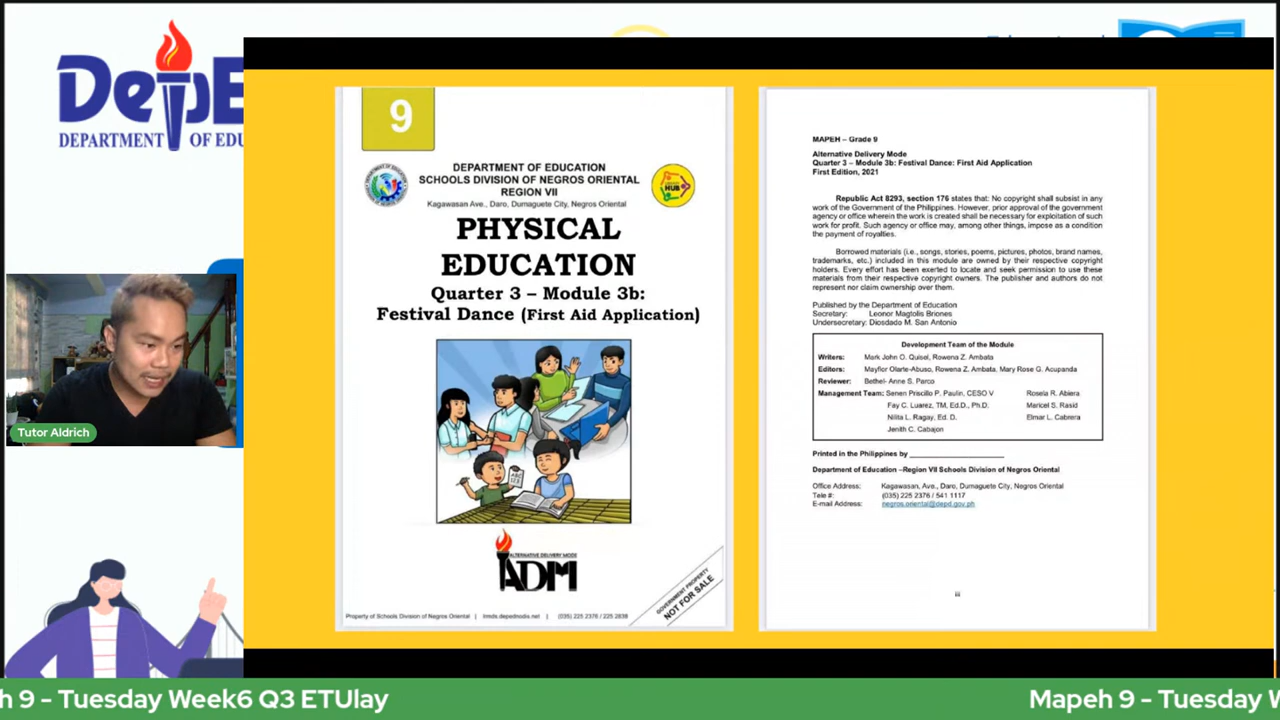 DepE
DEPARTMENT OF EDU
9
DEPARTMENT OF EDUCATION
SCHOOLS DIVISION OF NEGROS ORIENTAL
REGION VII
Kagawasan Ave., Daro, Dumaguete City, Negros Oriental
HUB
PHYSICAL
EDUCATION
Quarter 3 – Module 3b:
Festival Dance (First Aid Application)
ALTERNATIVE DELIVERY MODE
ADM
GOVERNMENT PROPERTY
NOT FOR SALE
Property of Schools Division of Negros Oriental | lrmds.depednodis.net | (035) 225 2376 / 225 2838
MAPEH – Grade 9
Alternative Delivery Mode
Quarter 3 – Module 3b: Festival Dance: First Aid Application
First Edition, 2021
Republic Act 8293, section 176 states that: No copyright shall subsist in any
work of the Government of the Philippines. However, prior approval of the government
agency or office wherein the work is created shall be necessary for exploitation of such
work for profit. Such agency or office may, among other things, impose as a condition
the payment of royalties.
Borrowed materials (i.e., songs, stories, poems, pictures, photos, brand names,
trademarks, etc.) included in this module are owned by their respective copyright
holders. Every effort has been exerted to locate and seek permission to use these
materials from their respective copyright owners. The publisher and authors do not
represent nor claim ownership over them.
Published by the Department of Education
Secretary: Leonor Magtolis Briones
Undersecretary: Diosdado M. San Antonio
Development Team of the Module
Writers: Mark John O. Quisel, Rowena Z. Ambata
Editors: Mayflor Olarte-Abuso, Rowena Z. Ambata, Mary Rose G. Acupanda
Reviewer: Bethel- Anne S. Parco
Management Team: Senen Priscillo P. Paulin, CESO V Rosela R. Abiera
Fay C. Luarez, TM, Ed.D., Ph.D. Maricel S. Rasid
Nilita L. Ragay, Ed. D. Elmar L. Cabrera
Jenith C. Cabajon
Printed in the Philippines by ________________________
Department of Education –Region VII Schools Division of Negros Oriental
Office Address: Kagawasan, Ave., Daro, Dumaguete City, Negros Oriental
Tele #: (035) 225 2376 / 541 1117
E-mail Address: negros.oriental@depd.gov.ph
Tutor Aldrich
h 9 - Tuesday Week6 Q3 ETUlay
Mapeh 9 - Tuesday W